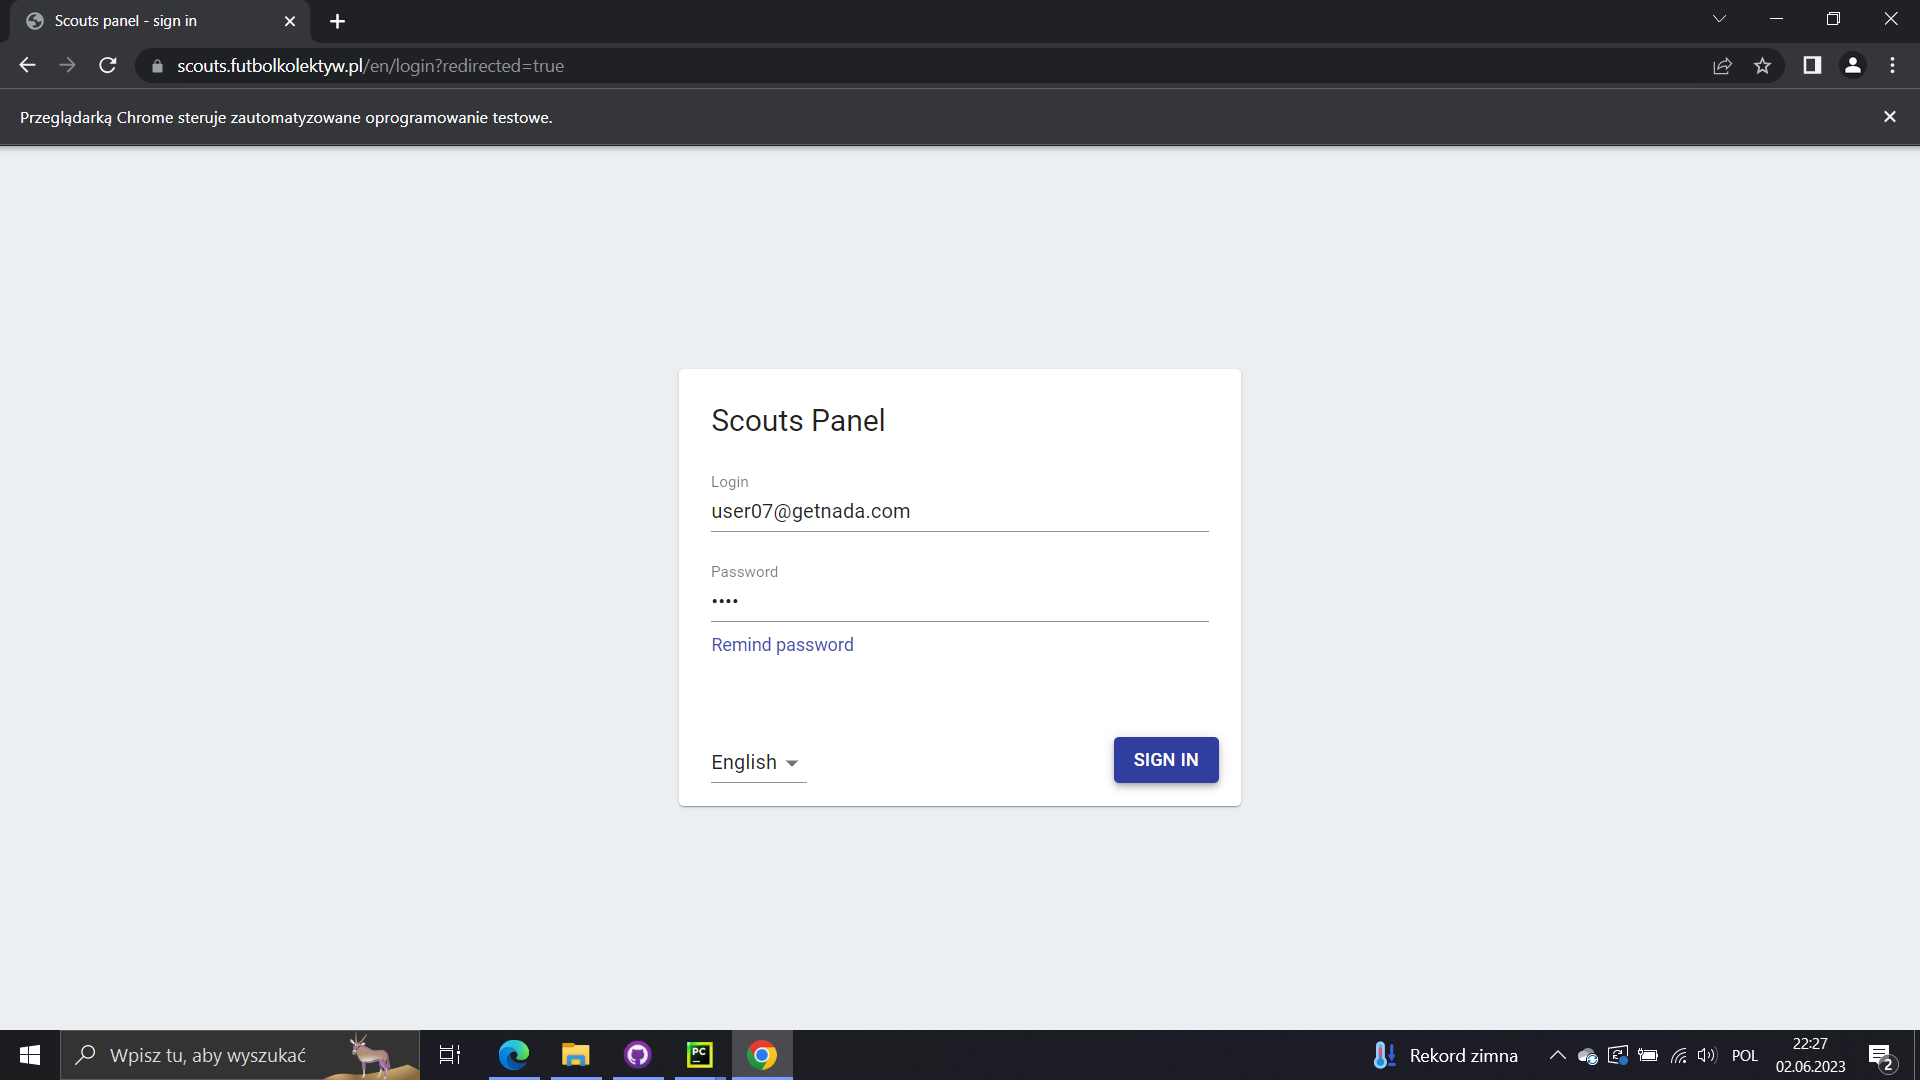 Scouts panel - sign in
scouts.futbolkolektyw.pl/en/login?redirected=true
Przeglądarką Chrome steruje zautomatyzowane oprogramowanie testowe.
Scouts Panel
Login
user07@getnada.com
Password
••••
Remind password
English
SIGN IN
Wpisz tu, aby wyszukać
PC
Rekord zimna
POL
22:27
02.06.2023
2